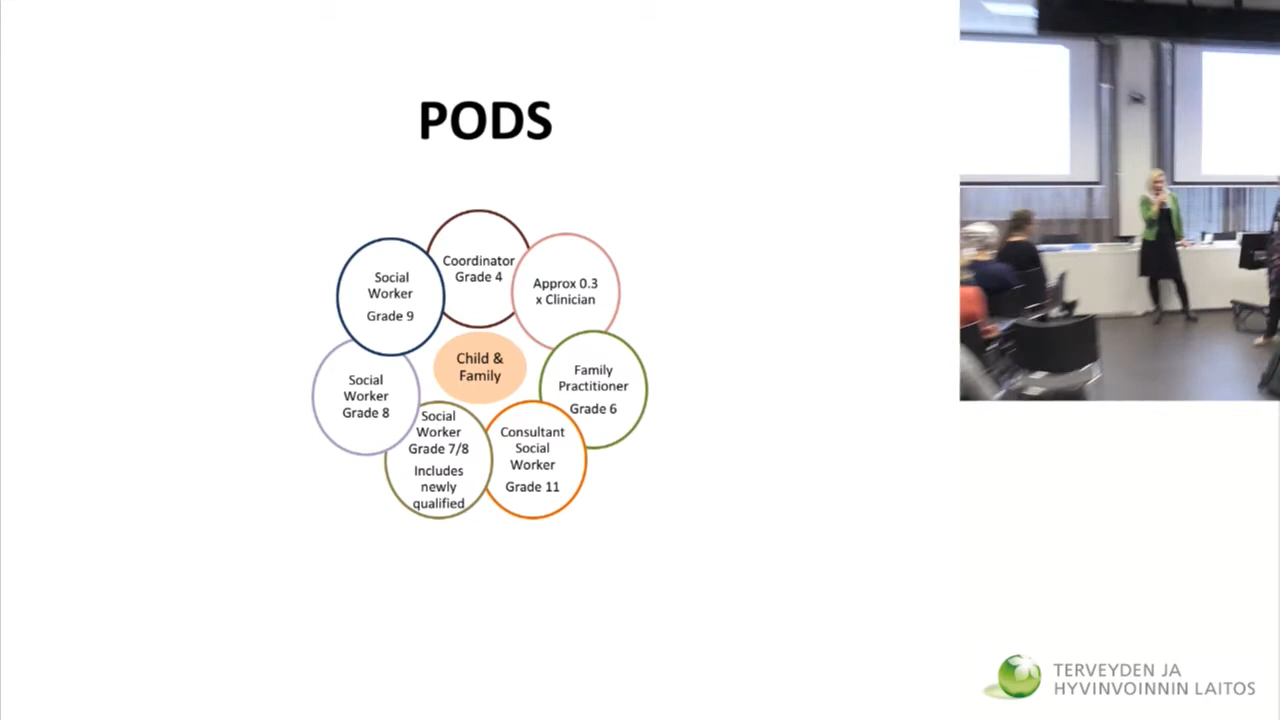 PODS
Coordinator
Grade 4
Approx 0.3
x Clinician
Family
Practitioner
Grade 6
Consultant
Social
Worker
Grade 11
Social
Worker
Grade 7/8
Includes
newly
qualified
Social
Worker
Grade 8
Social
Worker
Grade 9
Child &
Family
TERVEYDEN JA
HYVINVOINNIN LAITOS